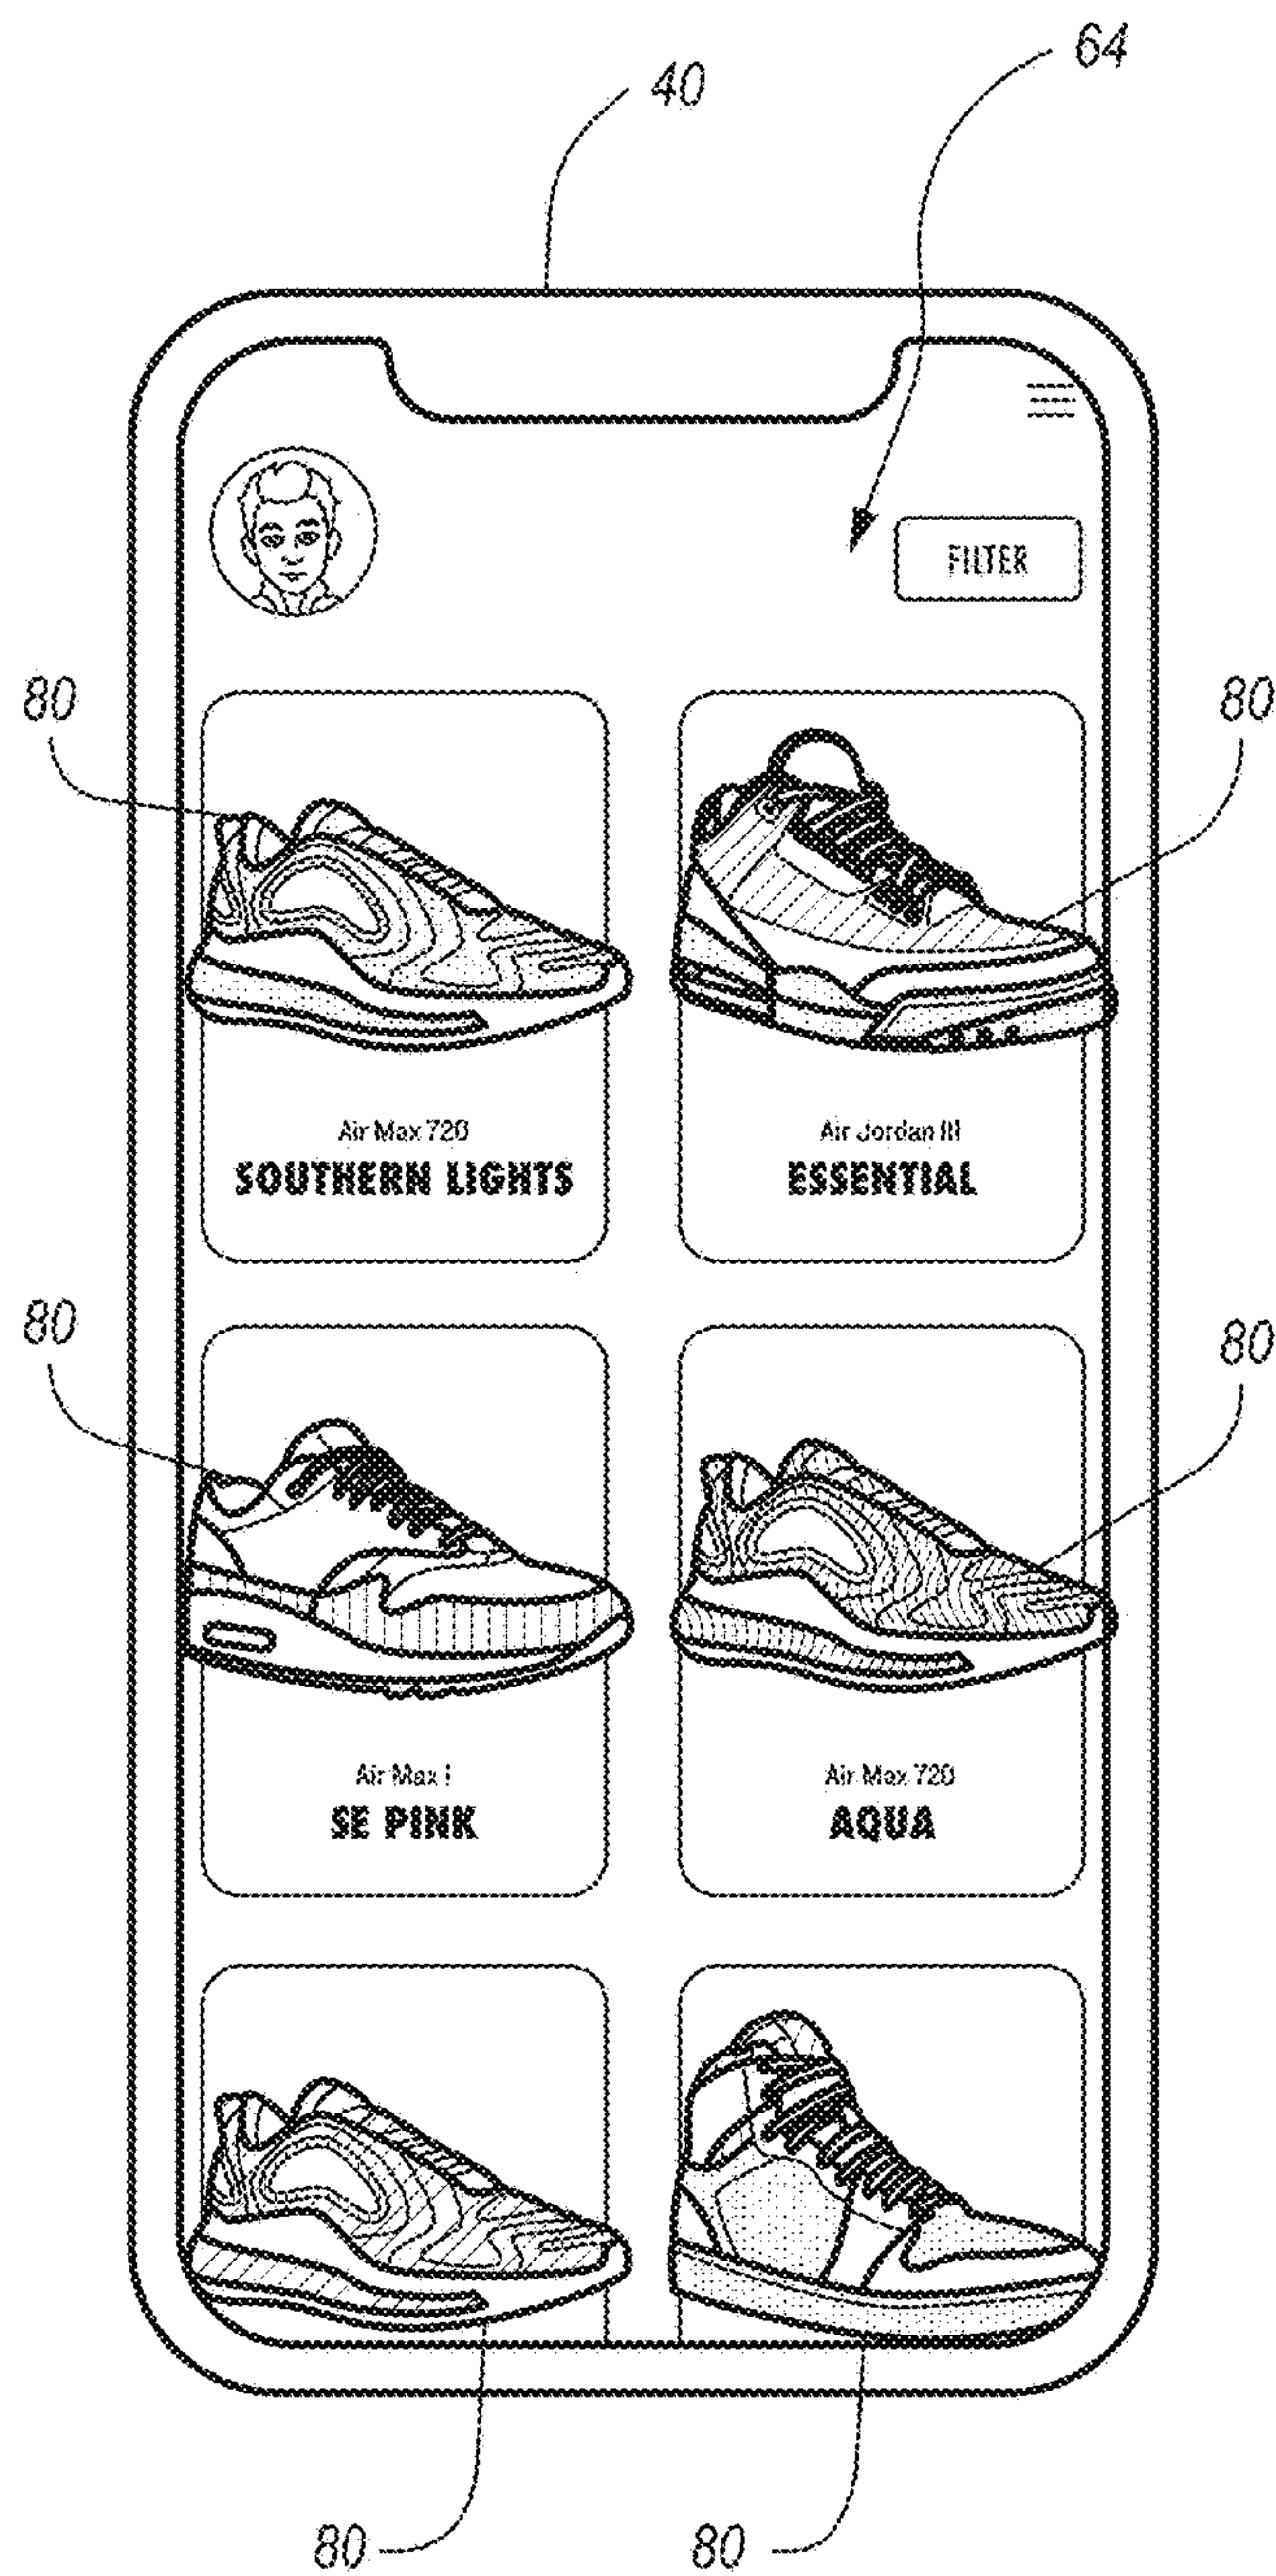 64
40
FILTER
80 80
Air Max 720 Air Jordan III
SOUTHERN LIGHTS ESSENTIAL
80 80
Air Max 1 Air Max 720
SE PINK AQUA
80 80